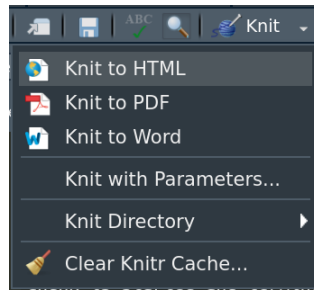 ABC
Knit
Knit to HTML
Knit to PDF
Knit to Word
Knit with Parameters...
Knit Directory
Clear Knitr Cache...